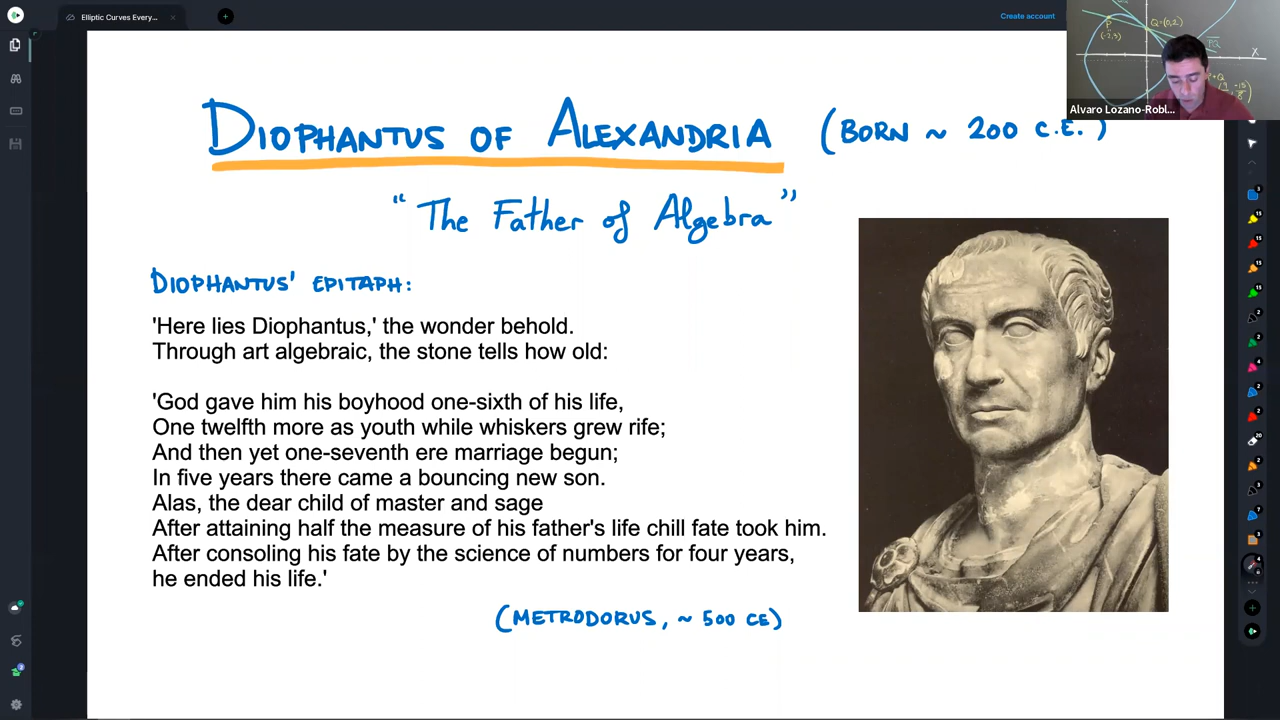 Elliptic Curves Every...
Create account
Q=(0,2)
P
(-2,3)
PQ
X
Alvaro Lozano-Robl...
DIOPHANTUS OF ALEXANDRIA (BORN ~ 200 C.E.)
"The Father of Algebra"
DIOPHANTUS' EPITAPH:
'Here lies Diophantus,' the wonder behold.
Through art algebraic, the stone tells how old:
'God gave him his boyhood one-sixth of his life,
One twelfth more as youth while whiskers grew rife;
And then yet one-seventh ere marriage begun;
In five years there came a bouncing new son.
Alas, the dear child of master and sage
After attaining half the measure of his father's life chill fate took him.
After consoling his fate by the science of numbers for four years,
he ended his life.'
(METRODORUS, ~ 500 CE)